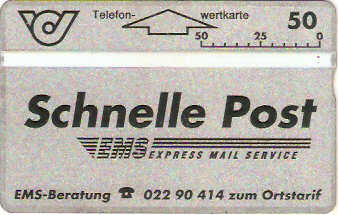 Telefon- wertkarte 50
50 25 0
Schnelle Post
EMS EXPRESS MAIL SERVICE
EMS-Beratung ☎ 022 90 414 zum Ortstarif